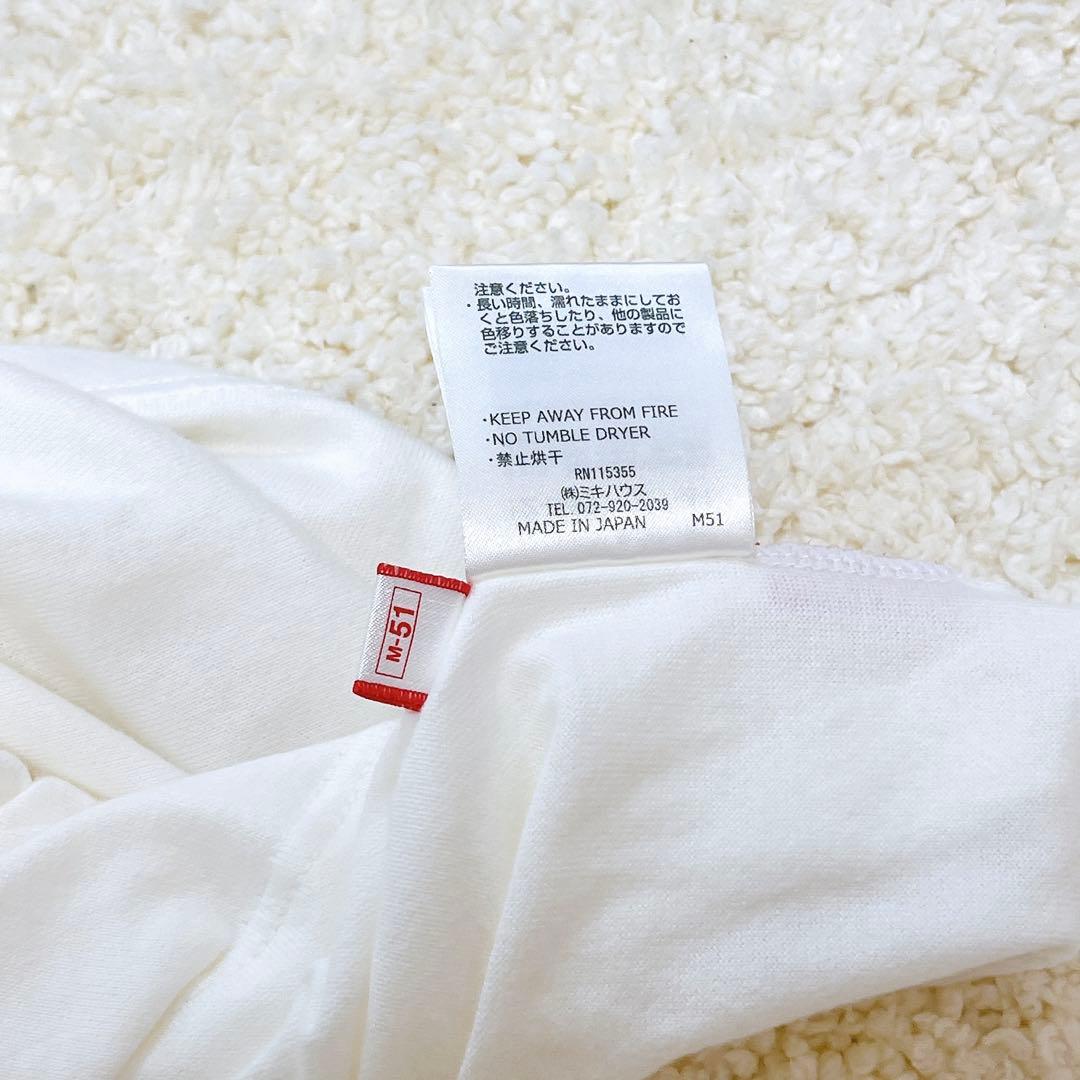 注意ください。
・長い時間、濡れたままにしてお
くと色落ちしたり、他の製品に
色移りすることがありますので
ご注意ください。
・KEEP AWAY FROM FIRE
・NO TUMBLE DRYER
・禁止烘干
RN115355
㈱ミキハウス
TEL.072-920-2039
MADE IN JAPAN M51
M-51